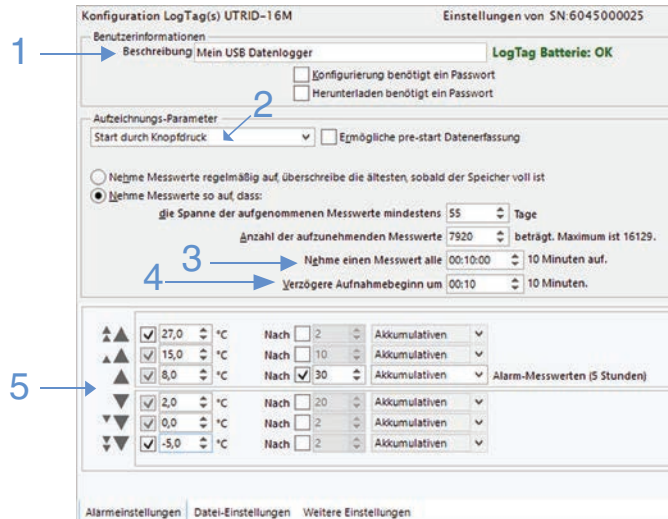 Konfiguration LogTag(s) UTRID-16M Einstellungen von SN:6045000025
Benutzerinformationen
1 Beschreibung Mein USB Datenlogger LogTag Batterie: OK
Konfigurierung benötigt ein Passwort
Herunterladen benötigt ein Passwort
2
Aufzeichnungs-Parameter
Start durch Knopfdruck Ermögliche pre-start Datenerfassung
Nehme Messwerte regelmäßig auf, überschreibe die ältesten, sobald der Speicher voll ist
Nehme Messwerte so auf, dass:
die Spanne der aufgenommenen Messwerte mindestens 55 Tage
Anzahl der aufzunehmenden Messwerte 7920 beträgt. Maximum ist 16129.
3 Nehme einen Messwert alle 00:10:00 10 Minuten auf.
4 Verzögere Aufnahmebeginn um 00:10 10 Minuten.
27,0 °C Nach 2 Akkumulativen
15,0 °C Nach 10 Akkumulativen
5 8,0 °C Nach 30 Akkumulativen Alarm-Messwerten (5 Stunden)
2,0 °C Nach 20 Akkumulativen
0,0 °C Nach 2 Akkumulativen
-5,0 °C Nach 2 Akkumulativen
Alarmeinstellungen Datei-Einstellungen Weitere Einstellungen